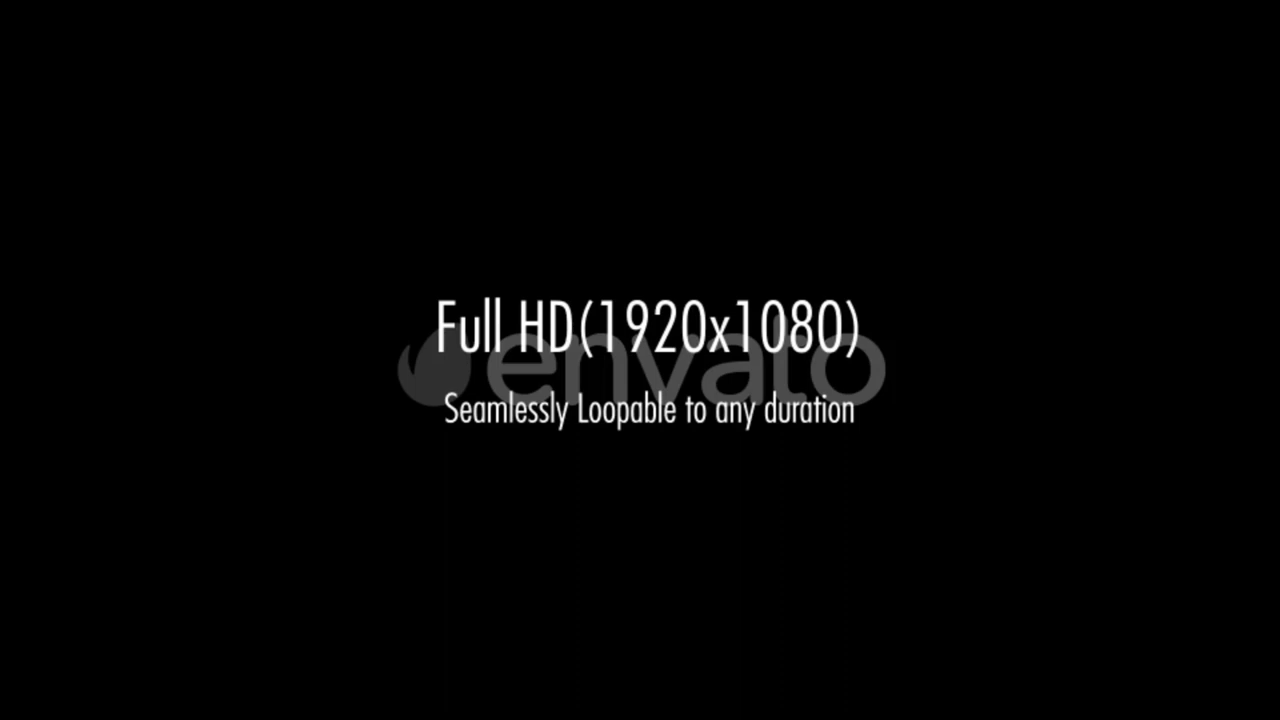 Full HD(1920x1080)
envato
Seamlessly Loopable to any duration